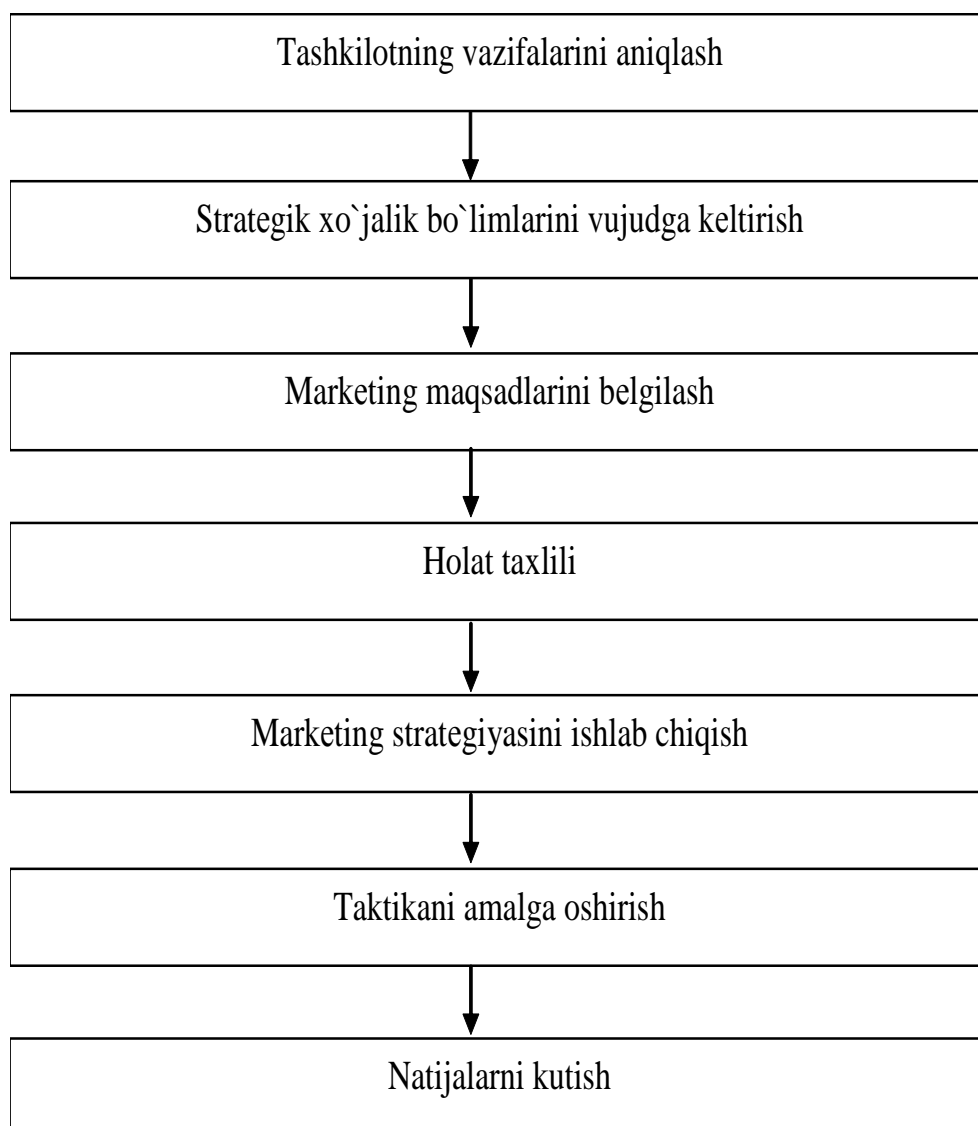 Tashkilotning vazifalarini aniqlash
Strategik xo`jalik bo`limlarini vujudga keltirish
Marketing maqsadlarini belgilash
Holat taxlili
Marketing strategiyasini ishlab chiqish
Taktikani amalga oshirish
Natijalarni kutish